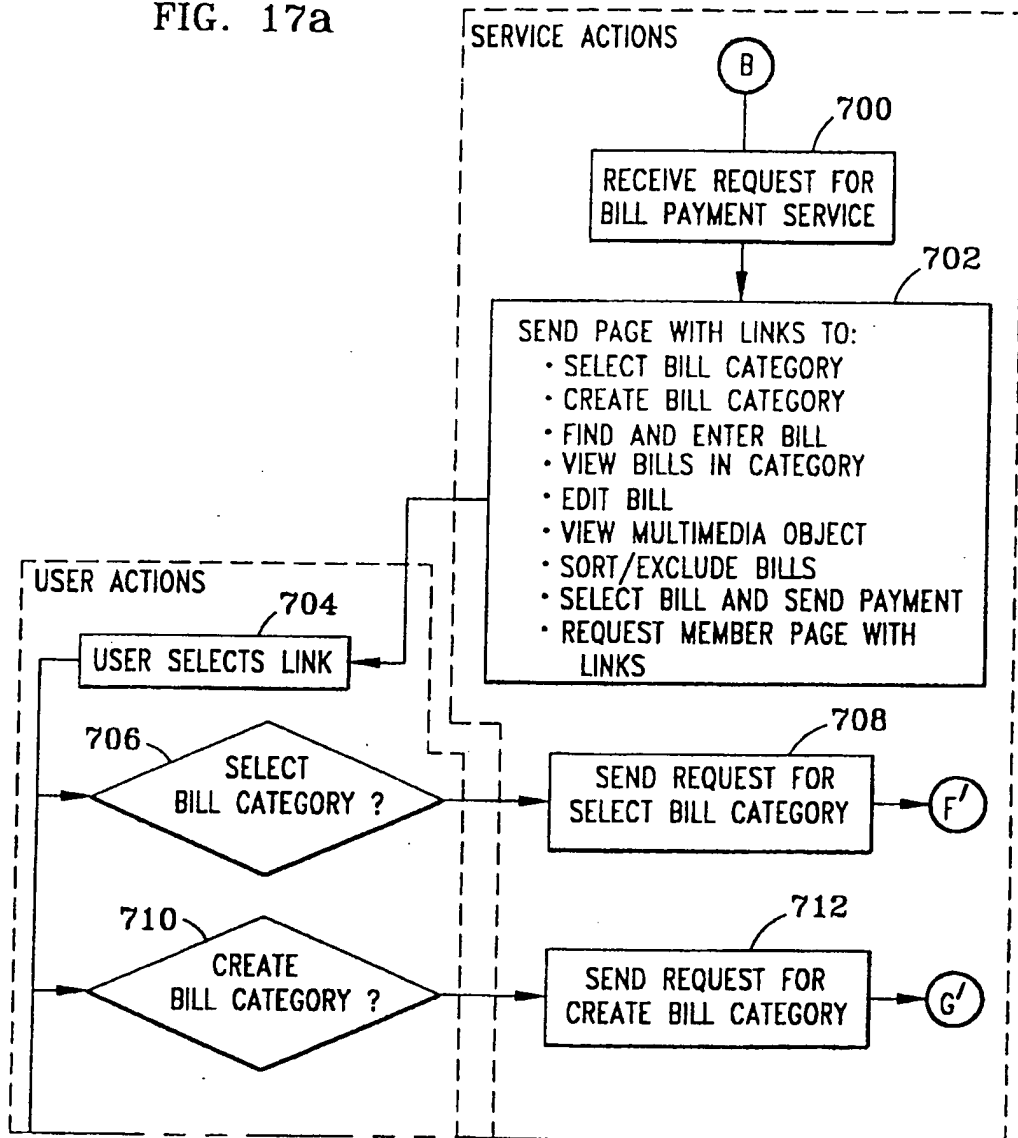 FIG. 17a
SERVICE ACTIONS
B
700
RECEIVE REQUEST FOR
BILL PAYMENT SERVICE
702
SEND PAGE WITH LINKS TO:
· SELECT BILL CATEGORY
· CREATE BILL CATEGORY
· FIND AND ENTER BILL
· VIEW BILLS IN CATEGORY
· EDIT BILL
· VIEW MULTIMEDIA OBJECT
· SORT/EXCLUDE BILLS
· SELECT BILL AND SEND PAYMENT
· REQUEST MEMBER PAGE WITH
LINKS
USER ACTIONS
704
USER SELECTS LINK
706
SELECT
BILL CATEGORY ?
708
SEND REQUEST FOR
SELECT BILL CATEGORY
F'
710
CREATE
BILL CATEGORY ?
712
SEND REQUEST FOR
CREATE BILL CATEGORY
G'